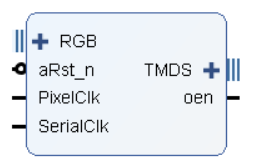 RGB
aRst_n TMDS
PixelClk oen
SerialClk